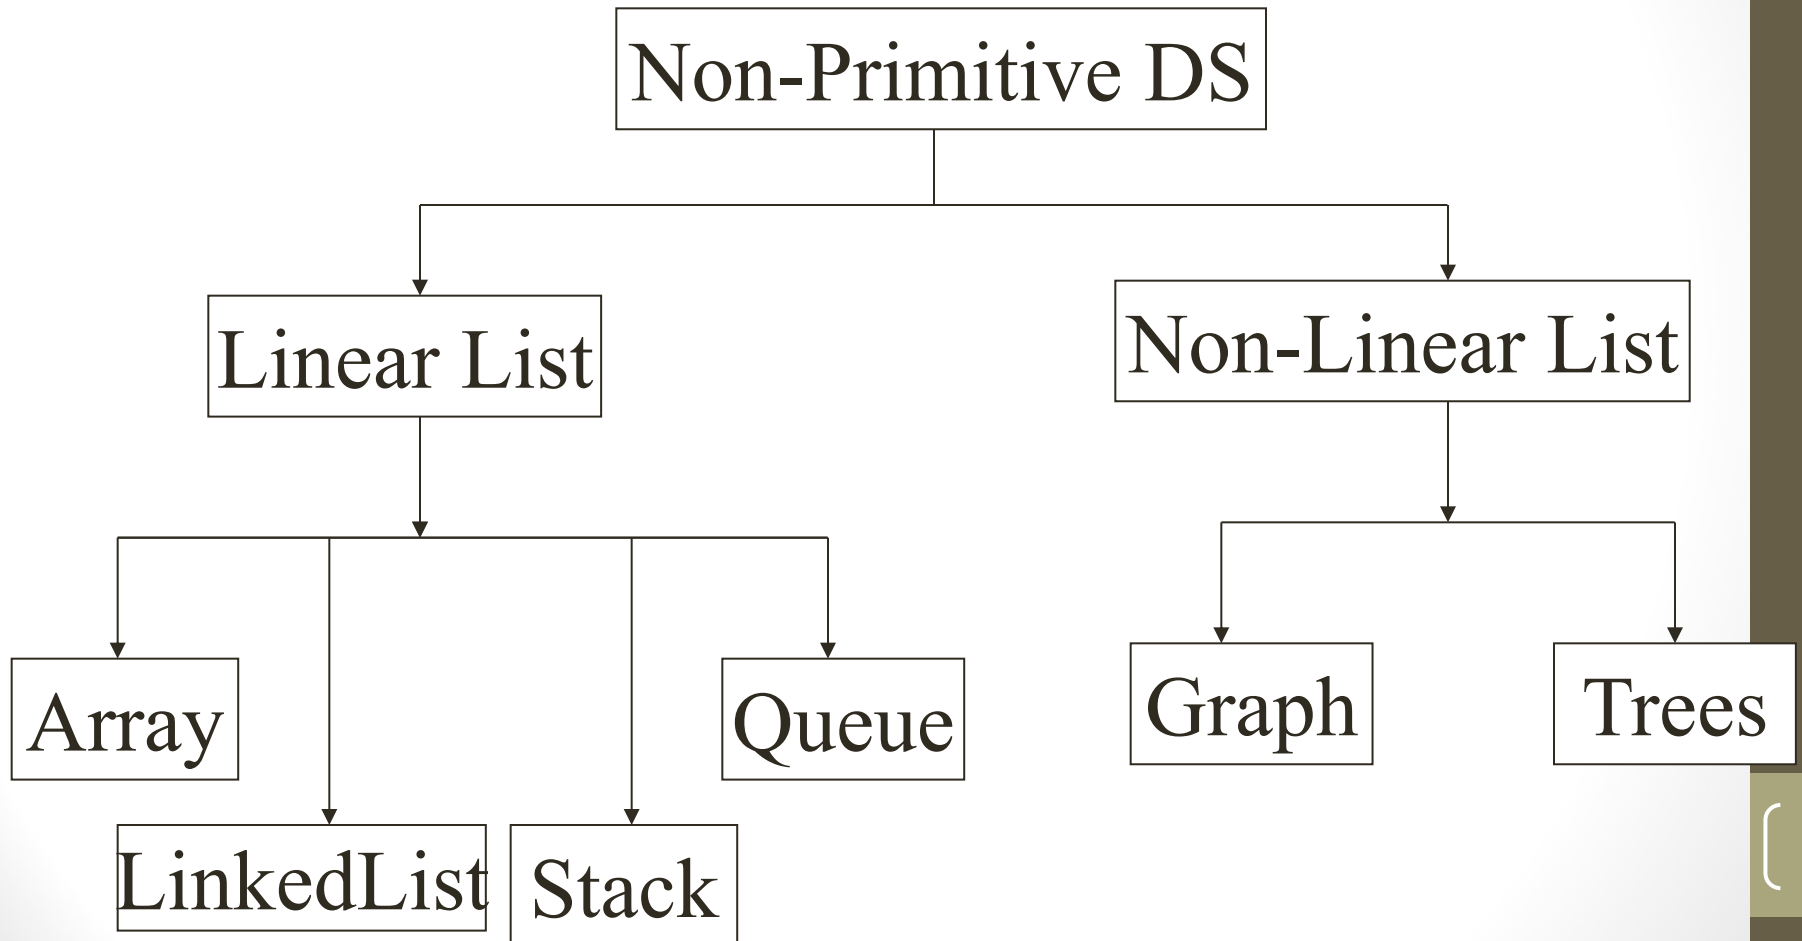 Non-Primitive DS
Linear List
Non-Linear List
Array
Queue
Graph
Trees
LinkedList
Stack